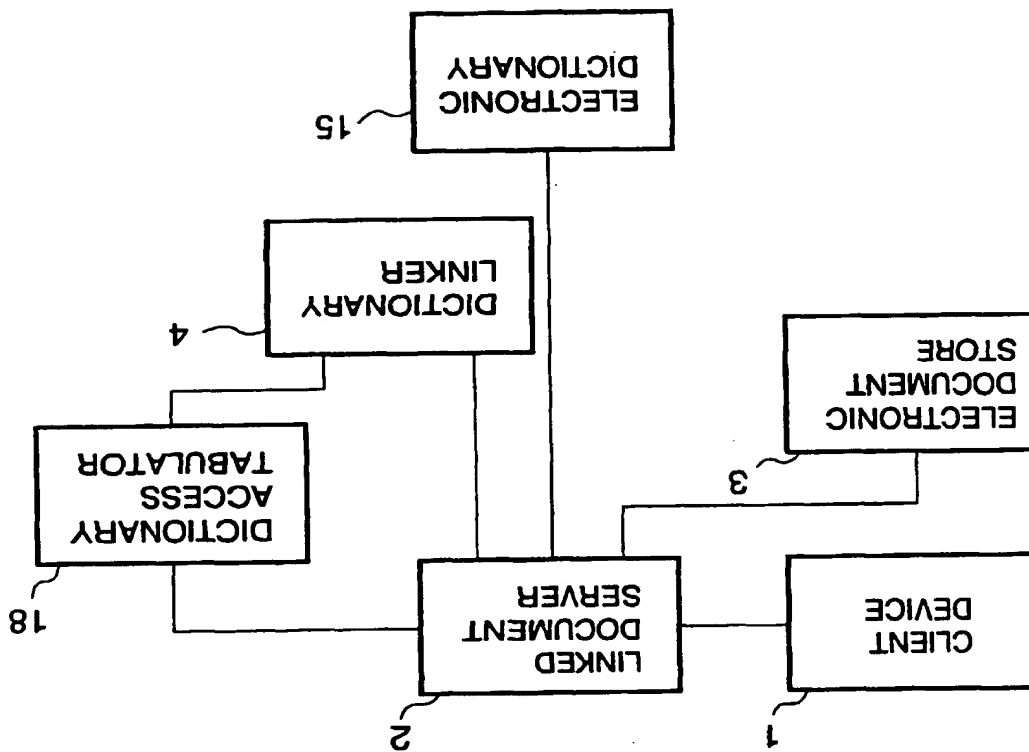 1
CLIENT
DEVICE
2
LINKED
DOCUMENT
SERVER
18
DICTIONARY
ACCESS
TABULATOR
3
ELECTRONIC
DOCUMENT
STORE
4
DICTIONARY
LINKER
15
ELECTRONIC
DICTIONARY